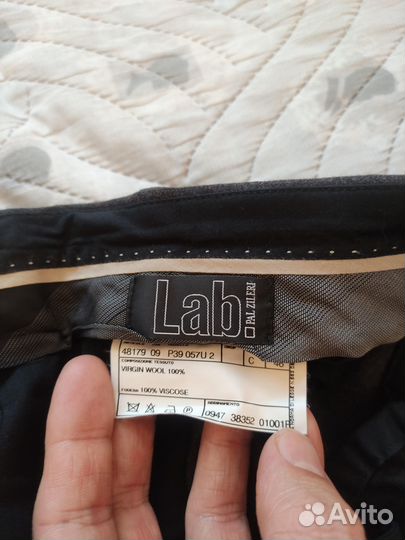 Lab
PAL ZILERI
48179 09 P39 057U 2
C
COMPOSIZIONE TESSUTO
VIRGIN WOOL 100%
FODERA 100% VISCOSE
ABBINAMENTO
0947 38352 01001
Avito